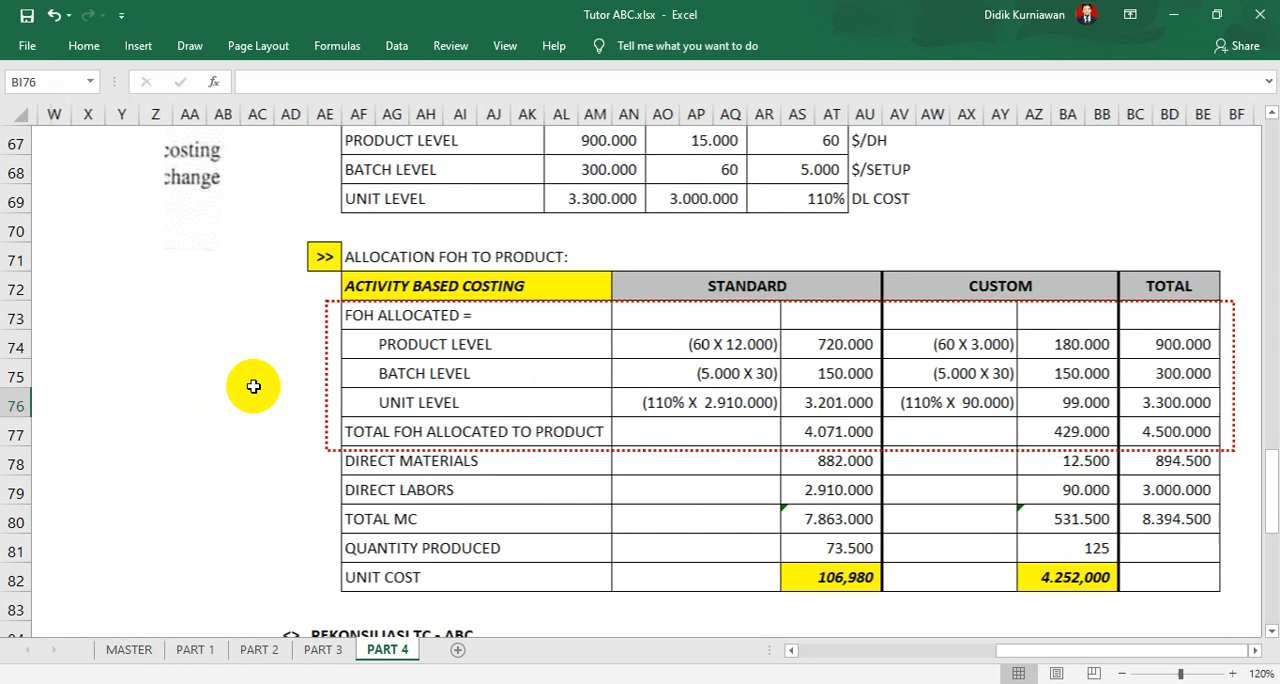 Tutor ABC.xlsx - Excel
Didik Kurniawan
File Home Insert Draw Page Layout Formulas Data Review View Help Tell me what you want to do Share
BI76 fx
W X Y Z AA AB AC AD AE AF AG AH AI AJ AK AL AM AN AO AP AQ AR AS AT AU AV AW AX AY AZ BA BB BC BD BE BF
67 PRODUCT LEVEL 900.000 15.000 60 $/DH
costing
68 BATCH LEVEL 300.000 60 5.000 $/SETUP
change
69 UNIT LEVEL 3.300.000 3.000.000 110% DL COST
70
71 >> ALLOCATION FOH TO PRODUCT:
72 ACTIVITY BASED COSTING STANDARD CUSTOM TOTAL
73 FOH ALLOCATED =
74 PRODUCT LEVEL (60 X 12.000) 720.000 (60 X 3.000) 180.000 900.000
75 BATCH LEVEL (5.000 X 30) 150.000 (5.000 X 30) 150.000 300.000
76 UNIT LEVEL (110% X 2.910.000) 3.201.000 (110% X 90.000) 99.000 3.300.000
77 TOTAL FOH ALLOCATED TO PRODUCT 4.071.000 429.000 4.500.000
78 DIRECT MATERIALS 882.000 12.500 894.500
79 DIRECT LABORS 2.910.000 90.000 3.000.000
80 TOTAL MC 7.863.000 531.500 8.394.500
81 QUANTITY PRODUCED 73.500 125
82 UNIT COST 106,980 4.252,000
83
84 <> REKONSILIASI TC - ABC
MASTER PART 1 PART 2 PART 3 PART 4
120%